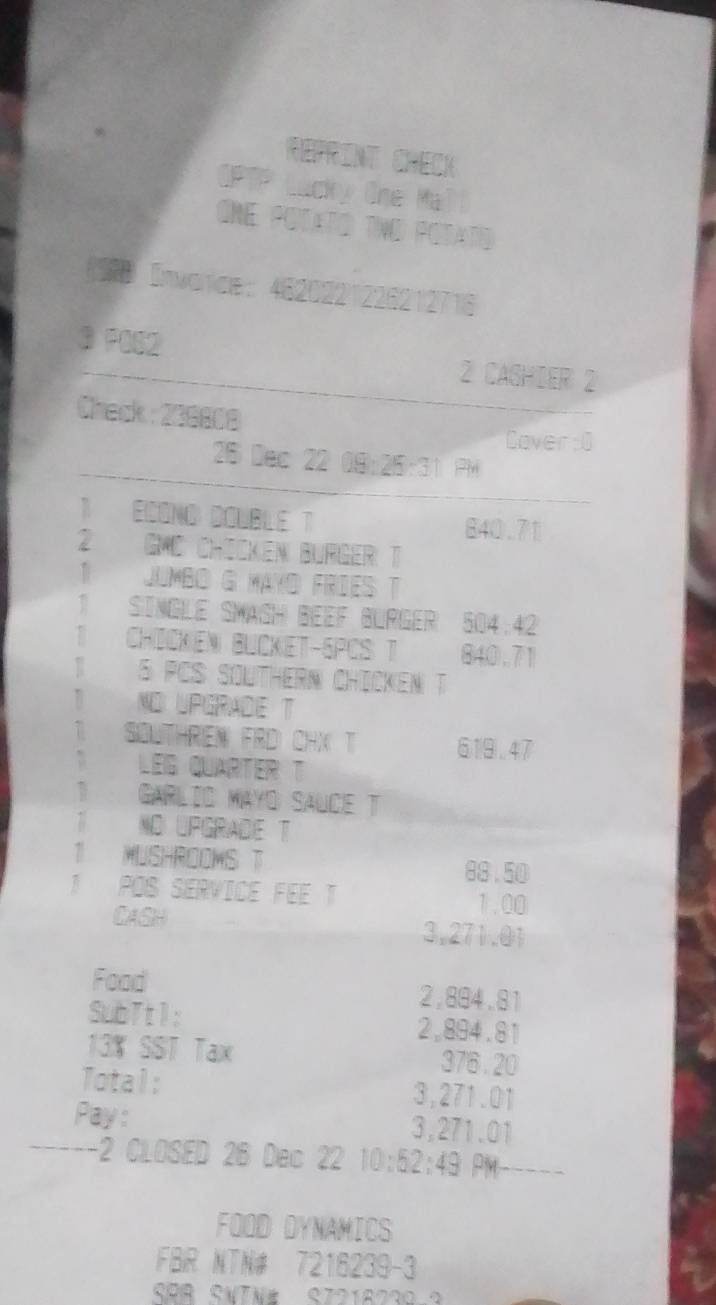 REPRINT CHECK
OPTP Lucky One Mall
ONE POTATO TWO POTATO
SRB Invoice: 4620221226212716
3 POS2
2 CASHIER 2
Check:239808
Cover:0
26 Dec 22 09:26:31 PM
1 ECONO DOUBLE T 840.71
2 GMC CHICKEN BURGER T
1 JUMBO G MAYO FRIES T
1 SINGLE SMASH BEEF BURGER 504.42
1 CHICKEN BUCKET-5PCS T 840.71
1 5 PCS SOUTHERN CHICKEN T
1 NO UPGRADE T
1 SOUTHREN FRD CHX T 619.47
1 LEG QUARTER T
1 GARLIC MAYO SAUCE T
1 NO UPGRADE T
1 MUSHROOMS T 88.50
1 POS SERVICE FEE T 1.00
CASH 3,271.01
Food 2,894.81
SubTtl: 2,894.81
13% SST Tax 376.20
Total: 3,271.01
Pay: 3,271.01
-----2 CLOSED 26 Dec 22 10:52:49 PM-----
FOOD DYNAMICS
FBR NTN# 7216239-3
SRB SNTN# S7216239-3